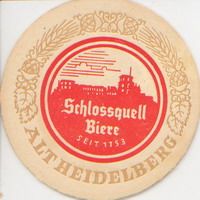 Schlossquell
Biere
SEIT 1753
ALT HEIDELBERG